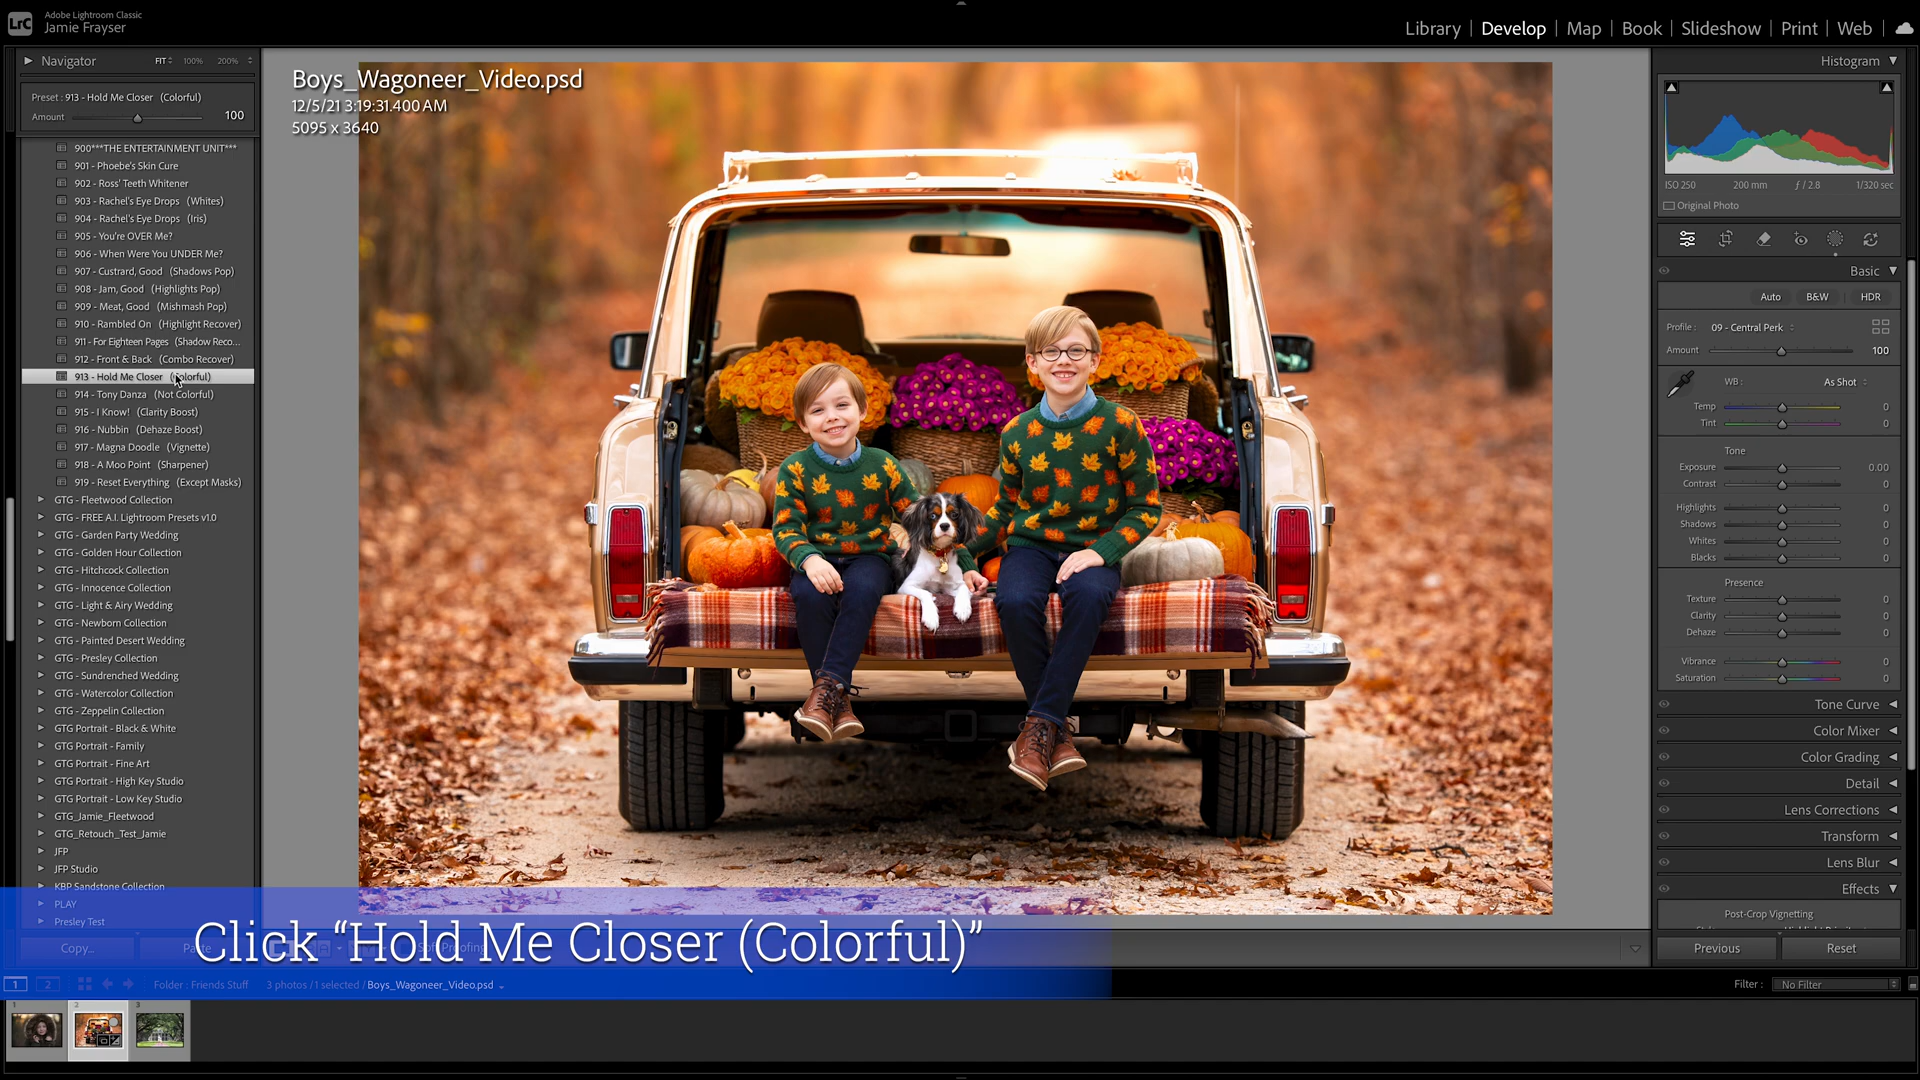 Adobe Lightroom Classic
Jamie Frayser
Library | Develop | Map | Book | Slideshow | Print | Web
Navigator FIT 100% 200%
Preset : 913 - Hold Me Closer (Colorful)
Amount 100
900***THE ENTERTAINMENT UNIT***
901 - Phoebe's Skin Cure
902 - Ross' Teeth Whitener
903 - Rachel's Eye Drops (Whites)
904 - Rachel's Eye Drops (Iris)
905 - You're OVER Me?
906 - When Were You UNDER Me?
907 - Custrard, Good (Shadows Pop)
908 - Jam, Good (Highlights Pop)
909 - Meat, Good (Mishmash Pop)
910 - Rambled On (Highlight Recover)
911 - For Eighteen Pages (Shadow Reco...
912 - Front & Back (Combo Recover)
913 - Hold Me Closer (Colorful)
914 - Tony Danza (Not Colorful)
915 - I Know! (Clarity Boost)
916 - Nubbin (Dehaze Boost)
917 - Magna Doodle (Vignette)
918 - A Moo Point (Sharpener)
919 - Reset Everything (Except Masks)
GTG - Fleetwood Collection
GTG - FREE A.I. Lightroom Presets v1.0
GTG - Garden Party Wedding
GTG - Golden Hour Collection
GTG - Hitchcock Collection
GTG - Innocence Collection
GTG - Light & Airy Wedding
GTG - Newborn Collection
GTG - Painted Desert Wedding
GTG - Presley Collection
GTG - Sundrenched Wedding
GTG - Watercolor Collection
GTG - Zeppelin Collection
GTG Portrait - Black & White
GTG Portrait - Family
GTG Portrait - Fine Art
GTG Portrait - High Key Studio
GTG Portrait - Low Key Studio
GTG_Jamie_Fleetwood
GTG_Retouch_Test_Jamie
JFP
JFP Studio
KBP Sandstone Collection
PLAY
Presley Test
Copy...
Boys_Wagoneer_Video.psd
12/5/21 3:19:31.400 AM
5095 x 3640
Click “Hold Me Closer (Colorful)”
Histogram
ISO 250 200 mm ƒ / 2.8 1/320 sec
Original Photo
Basic
Auto B&W HDR
Profile : 09 - Central Perk
Amount 100
WB : As Shot
Temp 0
Tint 0
Tone
Exposure 0.00
Contrast 0
Highlights 0
Shadows 0
Whites 0
Blacks 0
Presence
Texture 0
Clarity 0
Dehaze 0
Vibrance 0
Saturation 0
Tone Curve
Color Mixer
Color Grading
Detail
Lens Corrections
Transform
Lens Blur
Effects
Post-Crop Vignetting
Previous Reset
1 2 Folder : Friends Stuff 3 photos / 1 selected / Boys_Wagoneer_Video.psd
Filter : No Filter
1 2 3